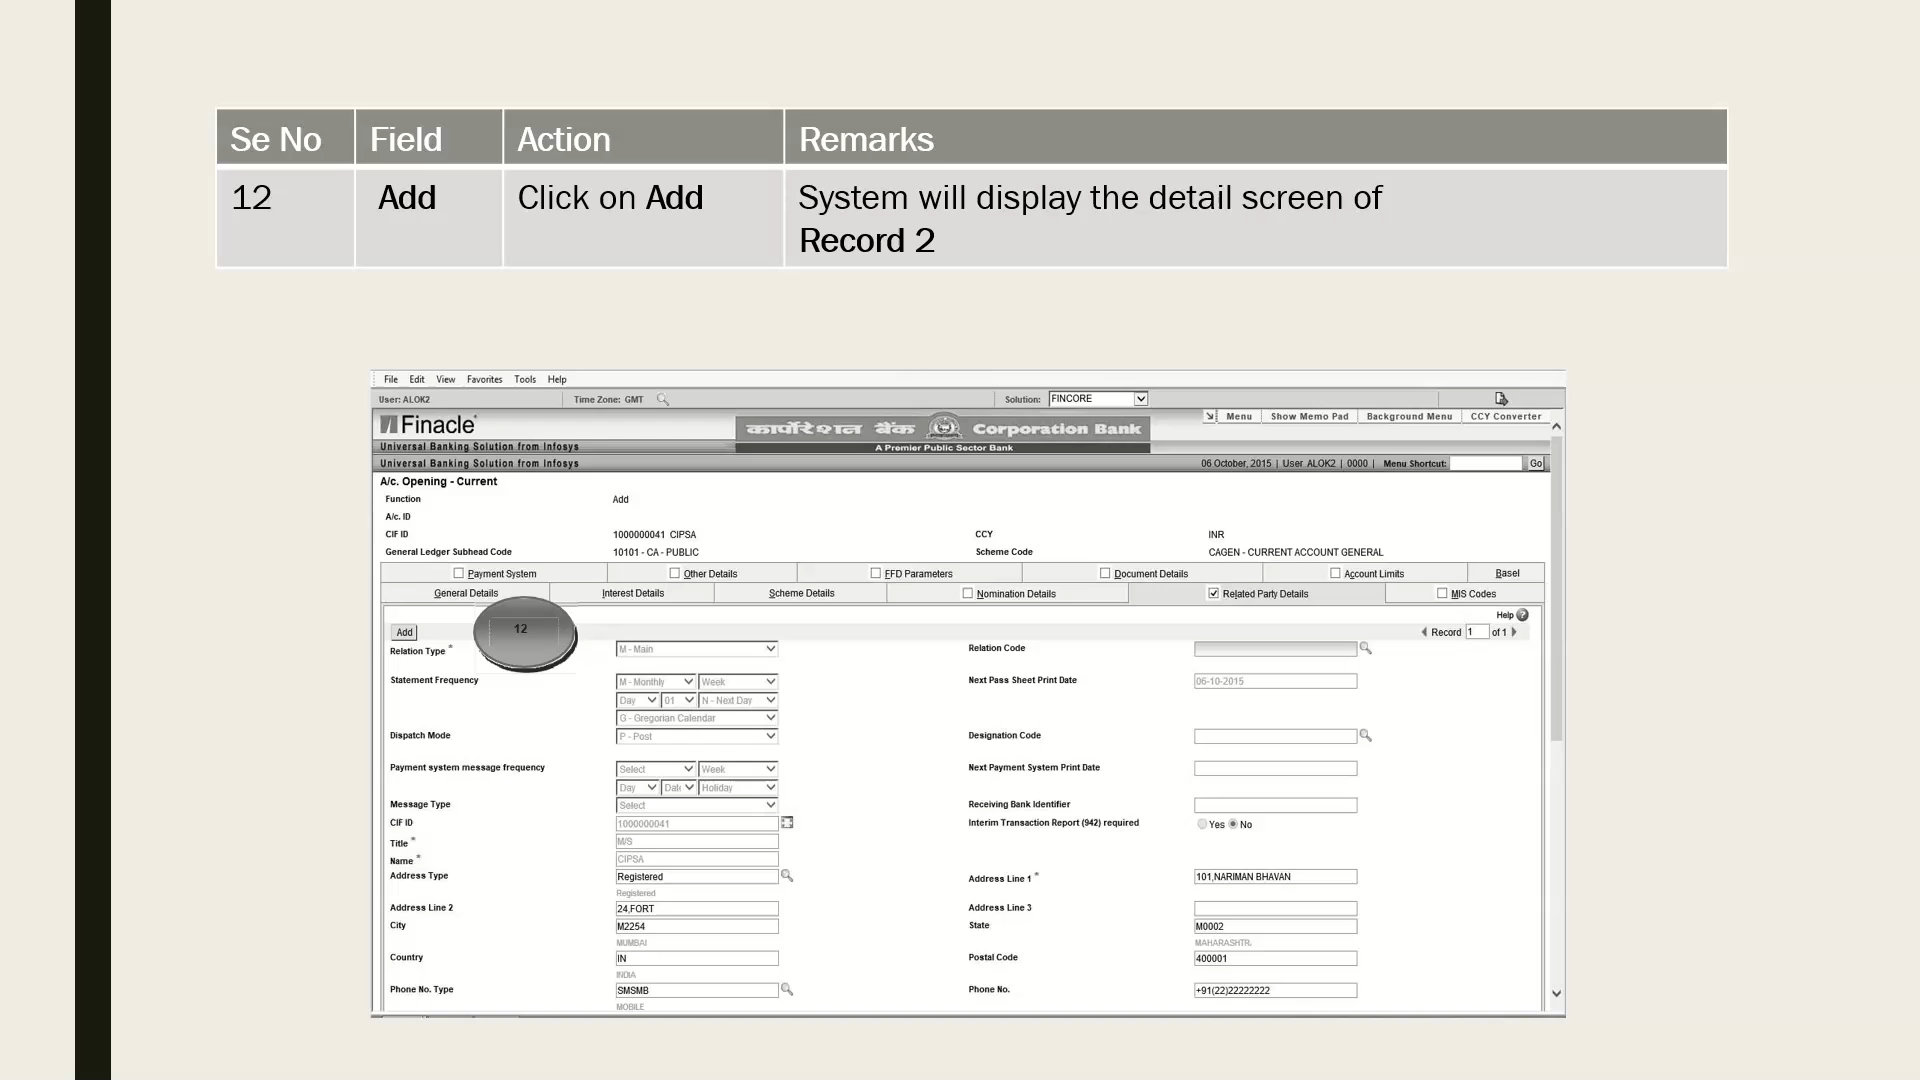 Se No Field Action Remarks
12 Add Click on Add System will display the detail screen of
Record 2
File Edit View Favorites Tools Help
User: ALOK2 Time Zone: GMT Solution: FINCORE
Menu Show Memo Pad Background Menu CCY Converter
Finacle
कार्पोरेशन बैंक Corporation Bank
Universal Banking Solution from Infosys A Premier Public Sector Bank
Universal Banking Solution from Infosys 06 October, 2015 | User ALOK2 | 0000 | Menu Shortcut: Go
A/c. Opening - Current
Function Add
A/c. ID
CIF ID 1000000041 CIPSA CCY INR
General Ledger Subhead Code 10101 - CA - PUBLIC Scheme Code CAGEN - CURRENT ACCOUNT GENERAL
Payment System Other Details FFD Parameters Document Details Account Limits Basel
General Details Interest Details Scheme Details Nomination Details Related Party Details MIS Codes
Help ?
Add 12 Record 1 of 1
Relation Type * M - Main Relation Code
Statement Frequency M - Monthly Week Next Pass Sheet Print Date 06-10-2015
Day 01 N - Next Day
G - Gregorian Calendar
Dispatch Mode P - Post Designation Code
Payment system message frequency Select Week Next Payment System Print Date
Day Date Holiday
Message Type Select Receiving Bank Identifier
CIF ID 1000000041 Interim Transaction Report (942) required Yes No
Title * M/S
Name * CIPSA
Address Type Registered Address Line 1 * 101,NARIMAN BHAVAN
Registered
Address Line 2 24,FORT Address Line 3
City M2254 State M0002
MUMBAI MAHARASHTR.
Country IN Postal Code 400001
INDIA
Phone No. Type SMSMB Phone No. +91(22)22222222
MOBILE